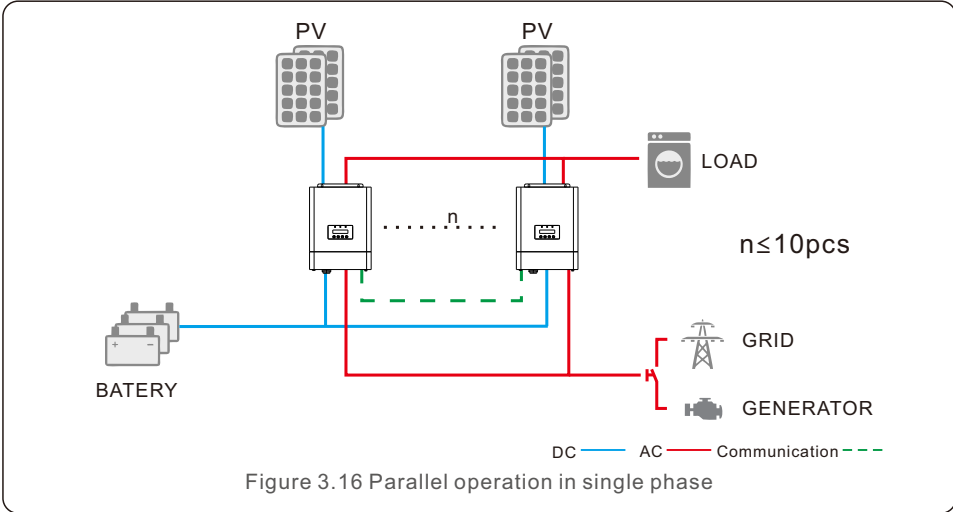 PV
PV
LOAD
n
n≤10pcs
+ −
GRID
BATERY
GENERATOR
DC AC Communication
Figure 3.16 Parallel operation in single phase